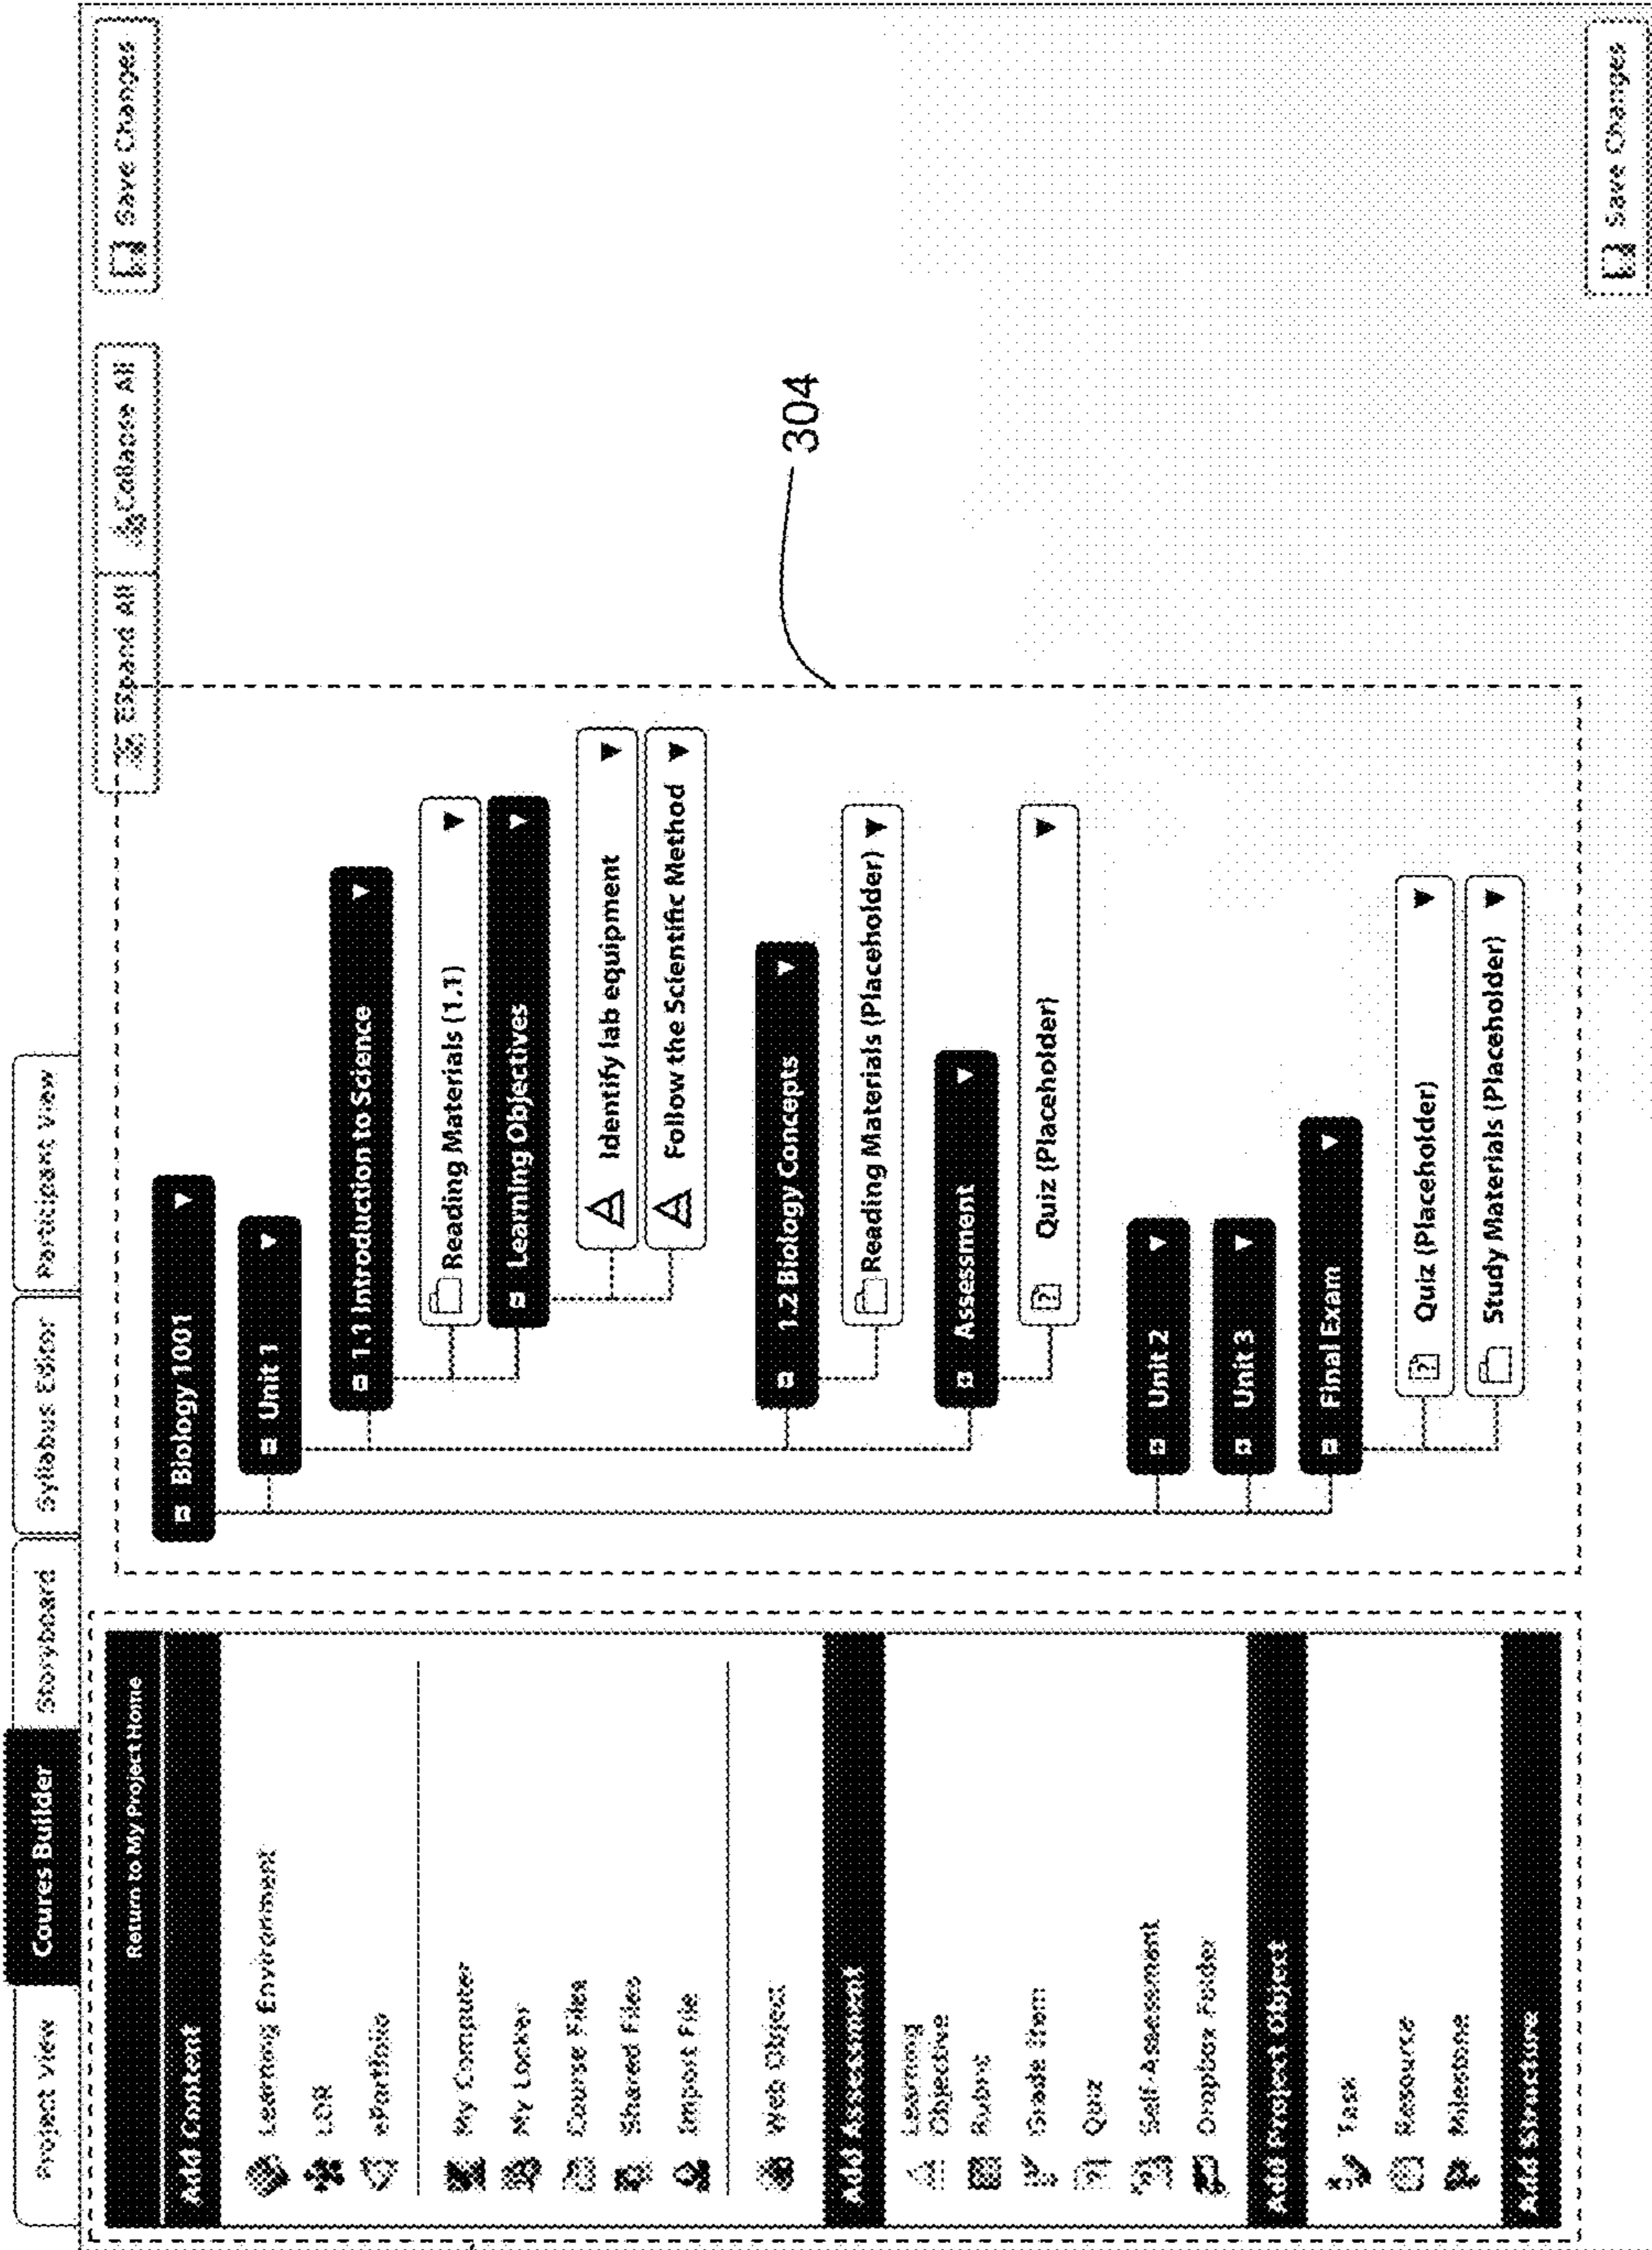 Project View
Coures Builder
Storyboard
Syllabus Editor
Participant View
Return to My Project Home
Add Content
Learning Environment
LOR
ePortfolio
My Computer
My Locker
Course Files
Shared Files
Import File
Web Object
Add Assessment
Learning
Objective
Rubric
Grade Item
Quiz
Self-Assessment
Dropbox Folder
Add Project Object
Task
Resource
Milestone
Add Structure
Expand All
Collapse All
Save Changes
Biology 1001
Unit 1
1.1 Introduction to Science
Reading Materials (1.1)
Learning Objectives
Identify lab equipment
Follow the Scientific Method
1.2 Biology Concepts
Reading Materials (Placeholder)
Assessment
Quiz (Placeholder)
Unit 2
Unit 3
Final Exam
Quiz (Placeholder)
Study Materials (Placeholder)
304
Save Changes